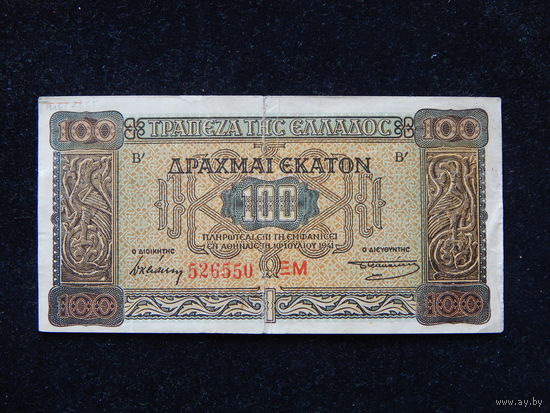 100 ΤΡΑΠΕΖΑ ΤΗΣ ΕΛΛΑΔΟΣ 100
Β' ΔΡΑΧΜΑΙ ΕΚΑΤΟΝ Β'
100
ΠΛΗΡΩΤΕΑΙ ΕΠΙ ΤΗ ΕΜΦΑΝΙΣΕΙ
ΕΝ ΑΘΗΝΑΙΣ ΤΗ 10 ΙΟΥΛΙΟΥ 1941
Ο ΔΙΟΙΚΗΤΗΣ Ο ΔΙΕΥΘΥΝΤΗΣ
526550 ΞΜ
100 100
www.ay.by